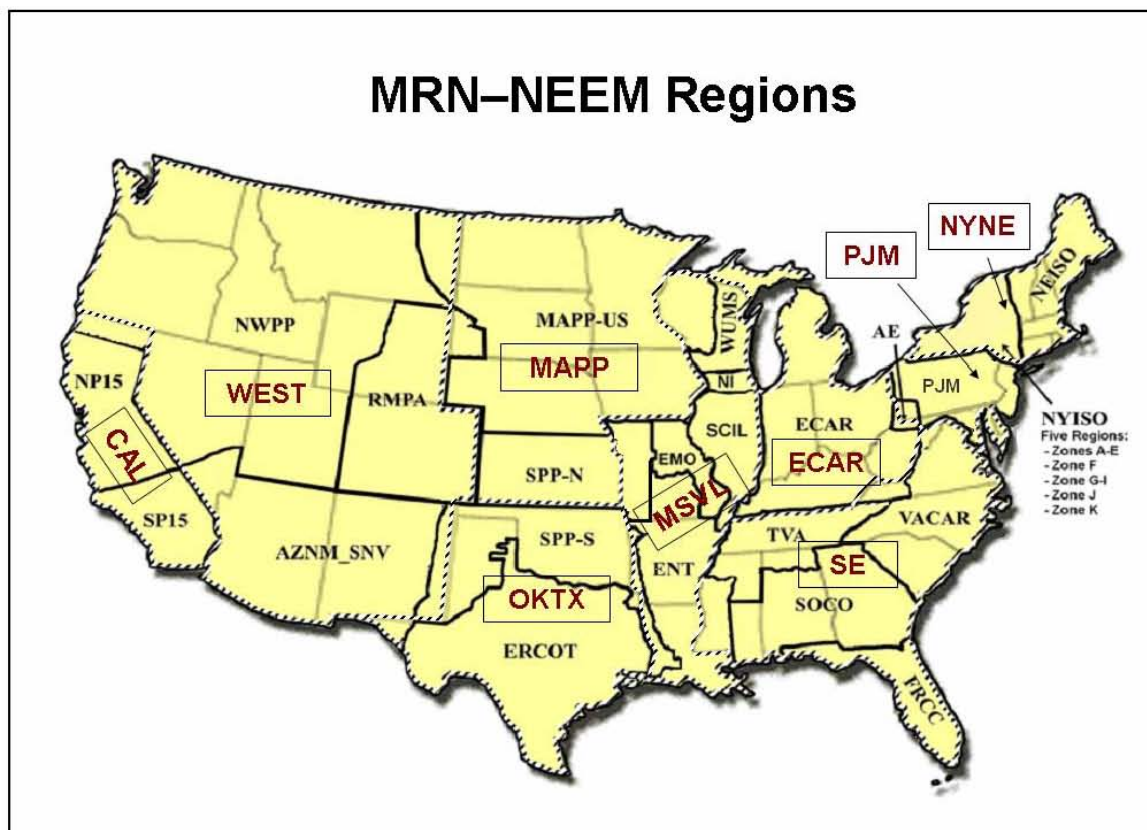 MRN–NEEM Regions
NYNE
PJM
NEISO
WUMS
NWPP
MAPP-US
AE
NP15
WEST
MAPP
NI
PJM
RMPA
NYISO
Five Regions:
- Zones A-E
- Zone F
- Zone G-I
- Zone J
- Zone K
CAL
SCIL
ECAR
EMO
ECAR
SPP-N
MSVL
SP15
VACAR
TVA
SPP-S
AZNM_SNV
ENT
SE
OKTX
SOCO
ERCOT
FRCC